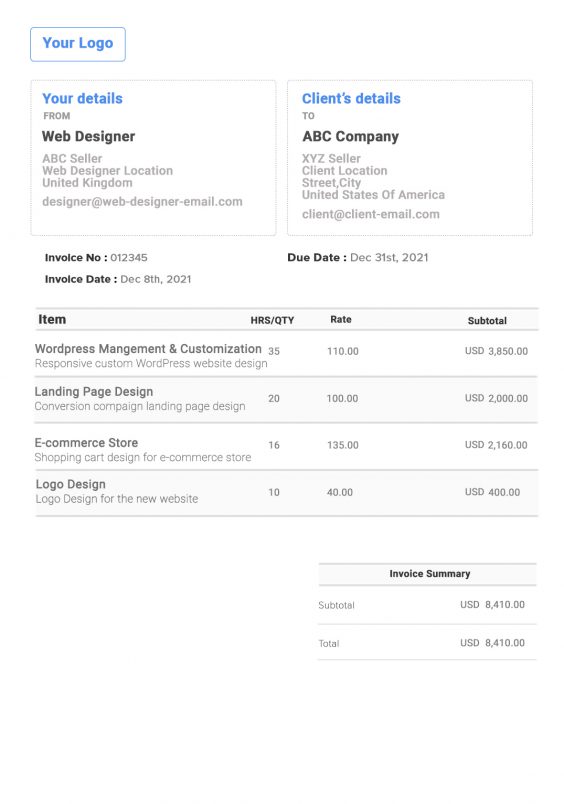 Your Logo
Your details
FROM
Web Designer
ABC Seller
Web Designer Location
United Kingdom
designer@web-designer-email.com
Client's details
TO
ABC Company
XYZ Seller
Client Location
Street,City
United States Of America
client@client-email.com
Invoice No : 012345
Due Date : Dec 31st, 2021
Invoice Date : Dec 8th, 2021
Item HRS/QTY Rate Subtotal
Wordpress Mangement & Customization 35 110.00 USD 3,850.00
Responsive custom WordPress website design
Landing Page Design 20 100.00 USD 2,000.00
Conversion compaign landing page design
E-commerce Store 16 135.00 USD 2,160.00
Shopping cart design for e-commerce store
Logo Design 10 40.00 USD 400.00
Logo Design for the new website
Invoice Summary
Subtotal USD 8,410.00
Total USD 8,410.00